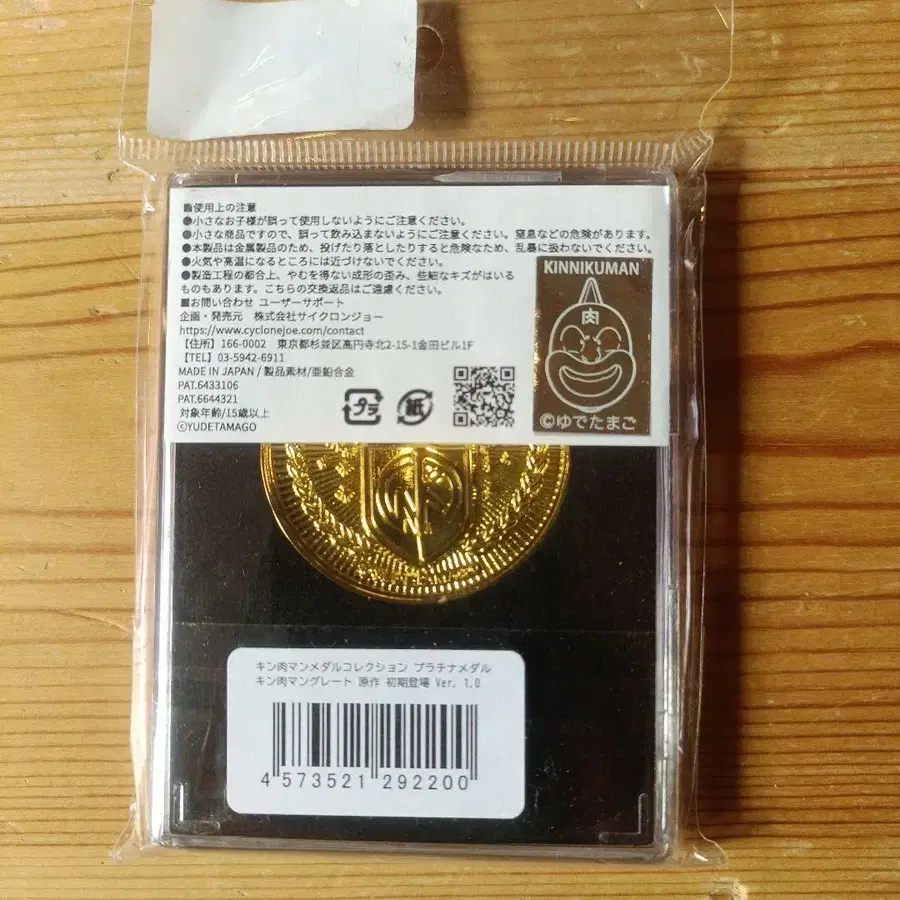 ■使用上の注意
●小さなお子様が誤って使用しないようにご注意ください。
●小さな商品ですので、誤って飲み込まないようにご注意ください。窒息などの危険があります。
●本製品は金属製品のため、投げたり落としたりすると危険なため、乱暴に扱わないでください。
●火気や高温になるところには近づけないでください。
●製造工程の都合上、やむを得ない成形の歪み、些細なキズがはいる
ものもあります。こちらの交換返品はご遠慮ください。
■お問い合わせ ユーザーサポート
企画・発売元 株式会社サイクロンジョー
https://www.cyclonejoe.com/contact
【住所】 166-0002 東京都杉並区高円寺北2-15-1金田ビル1F
【TEL】 03-5942-6911
MADE IN JAPAN / 製品素材/亜鉛合金
PAT.6433106
PAT.6644321
対象年齢/15歳以上
©YUDETAMAGO
プラ
紙
KINNIKUMAN
肉
©ゆでたまご
キン肉マンメダルコレクション プラチナメダル
キン肉マングレート 原作 初期登場 Ver. 1.0
4 573521 292200